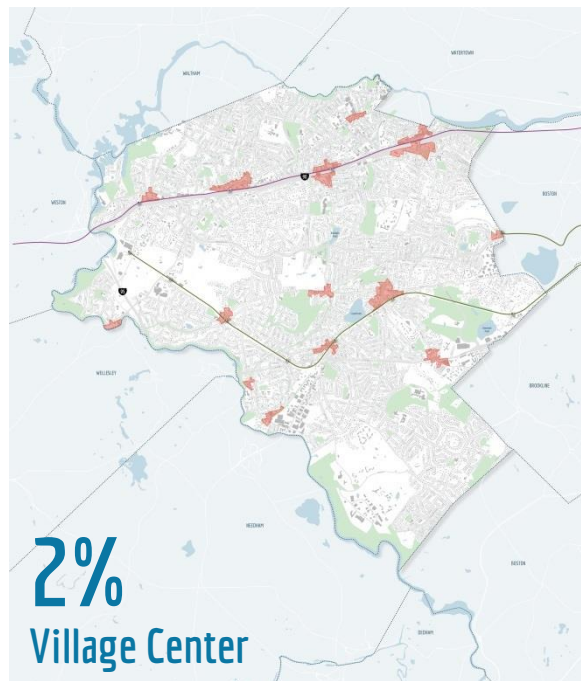 WATERTOWN
WALTHAM
WESTON
BOSTON
WELLESLEY
BROOKLINE
NEEDHAM
BOSTON
DEDHAM
2%
Village Center